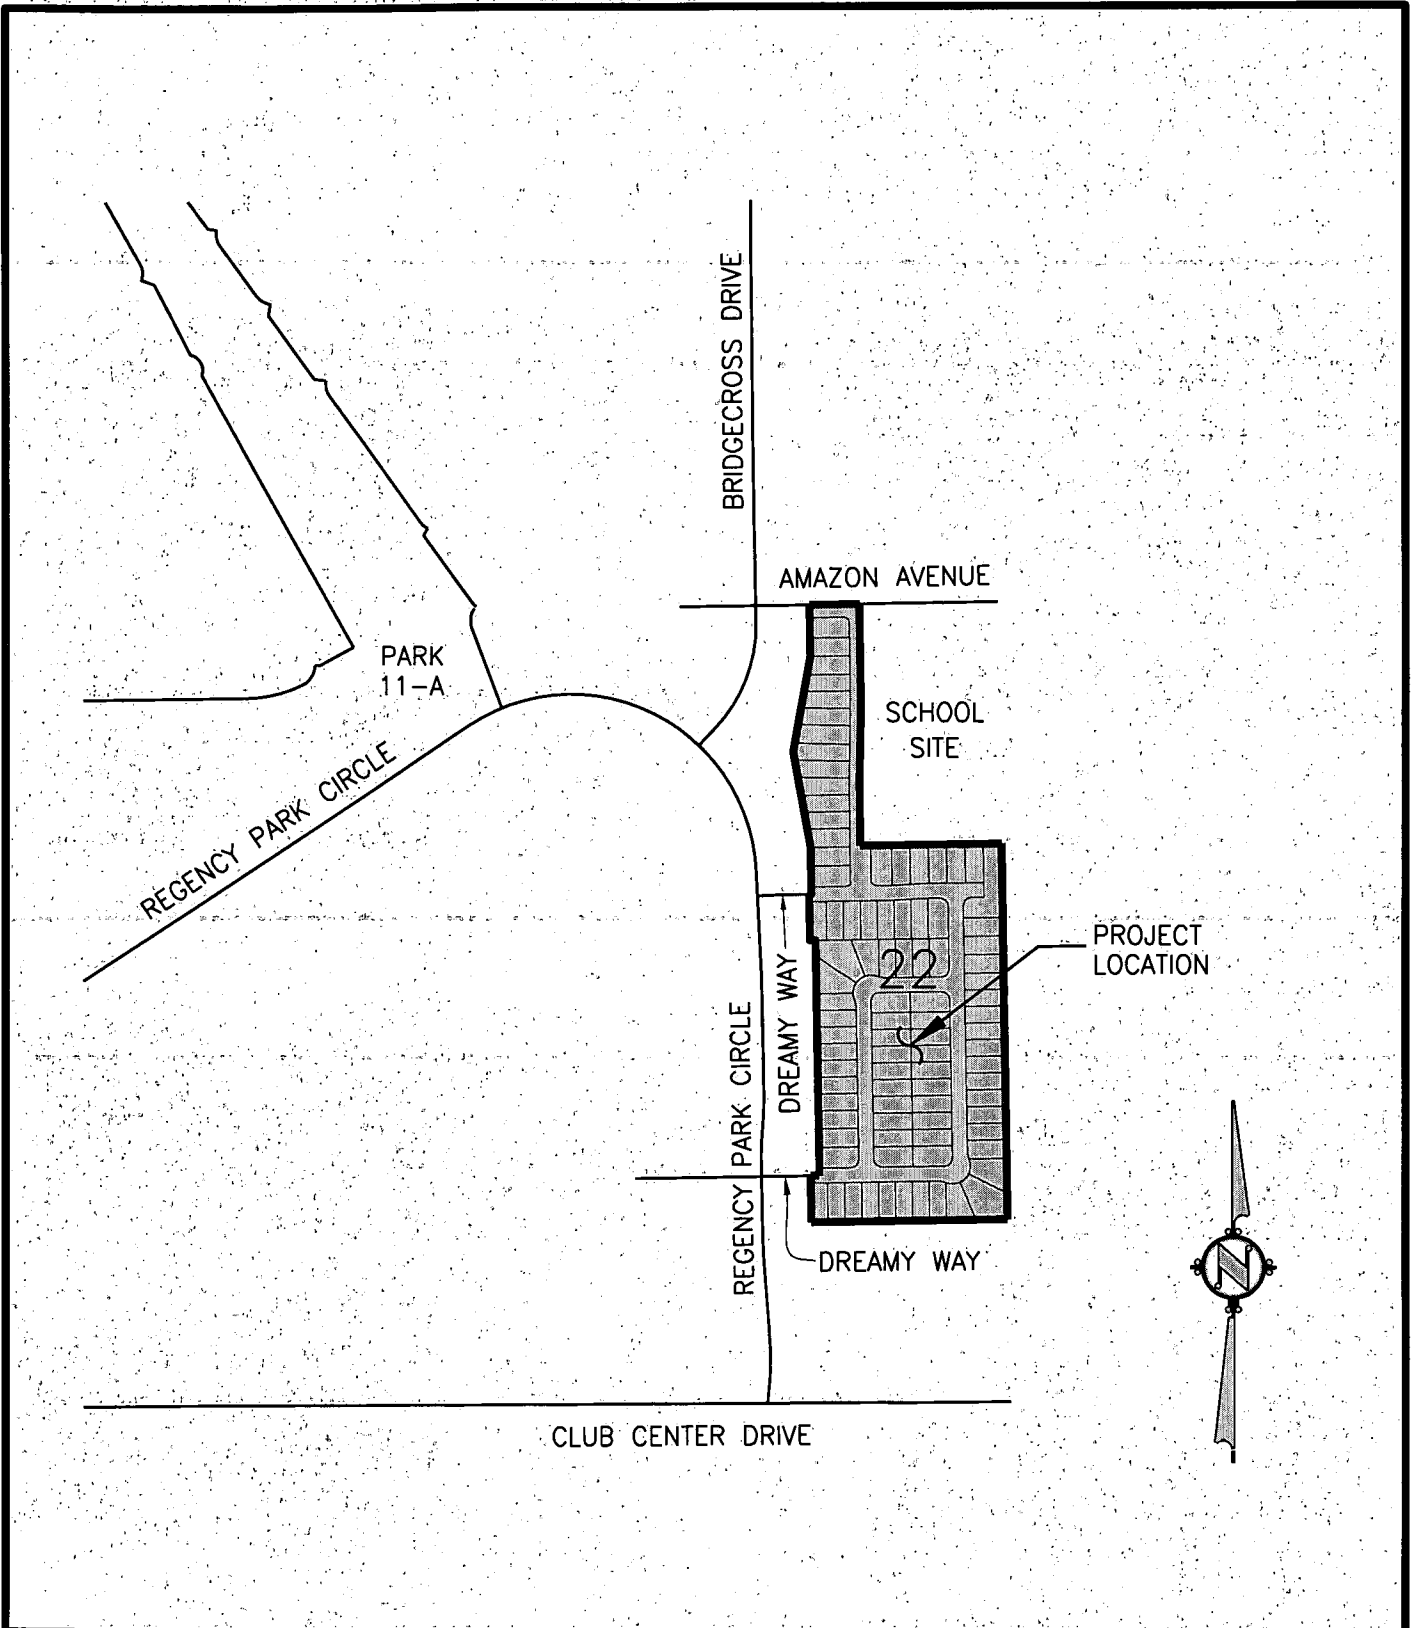 BRIDGECROSS DRIVE
AMAZON AVENUE
PARK
11-A
SCHOOL
SITE
REGENCY PARK CIRCLE
22
PROJECT
LOCATION
DREAMY WAY
REGENCY PARK CIRCLE
DREAMY WAY
N
CLUB CENTER DRIVE